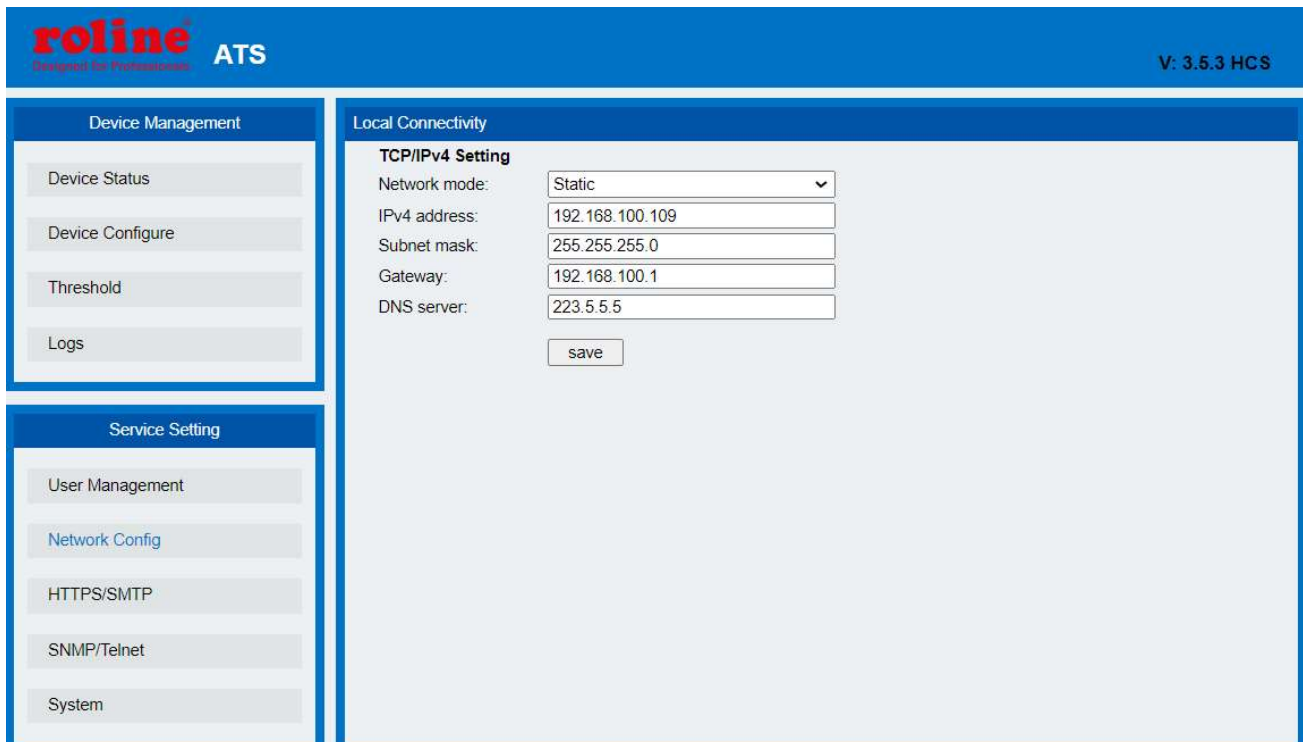 roline®
Designed for Professionals
ATS
V: 3.5.3 HCS
Device Management
Device Status
Device Configure
Threshold
Logs
Service Setting
User Management
Network Config
HTTPS/SMTP
SNMP/Telnet
System
Local Connectivity
TCP/IPv4 Setting
Network mode: Static
IPv4 address: 192.168.100.109
Subnet mask: 255.255.255.0
Gateway: 192.168.100.1
DNS server: 223.5.5.5
save